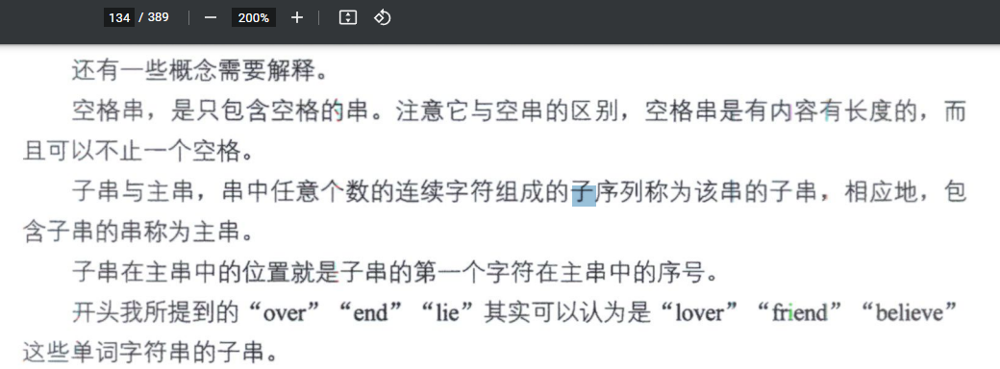 134 / 389 — 200% +
还有一些概念需要解释。
空格串，是只包含空格的串。注意它与空串的区别，空格串是有内容有长度的，而
且可以不止一个空格。
子串与主串，串中任意个数的连续字符组成的子序列称为该串的子串，相应地，包
含子串的串称为主串。
子串在主串中的位置就是子串的第一个字符在主串中的序号。
开头我所提到的“over”“end”“lie”其实可以认为是“lover”“friend”“believe”
这些单词字符串的子串。